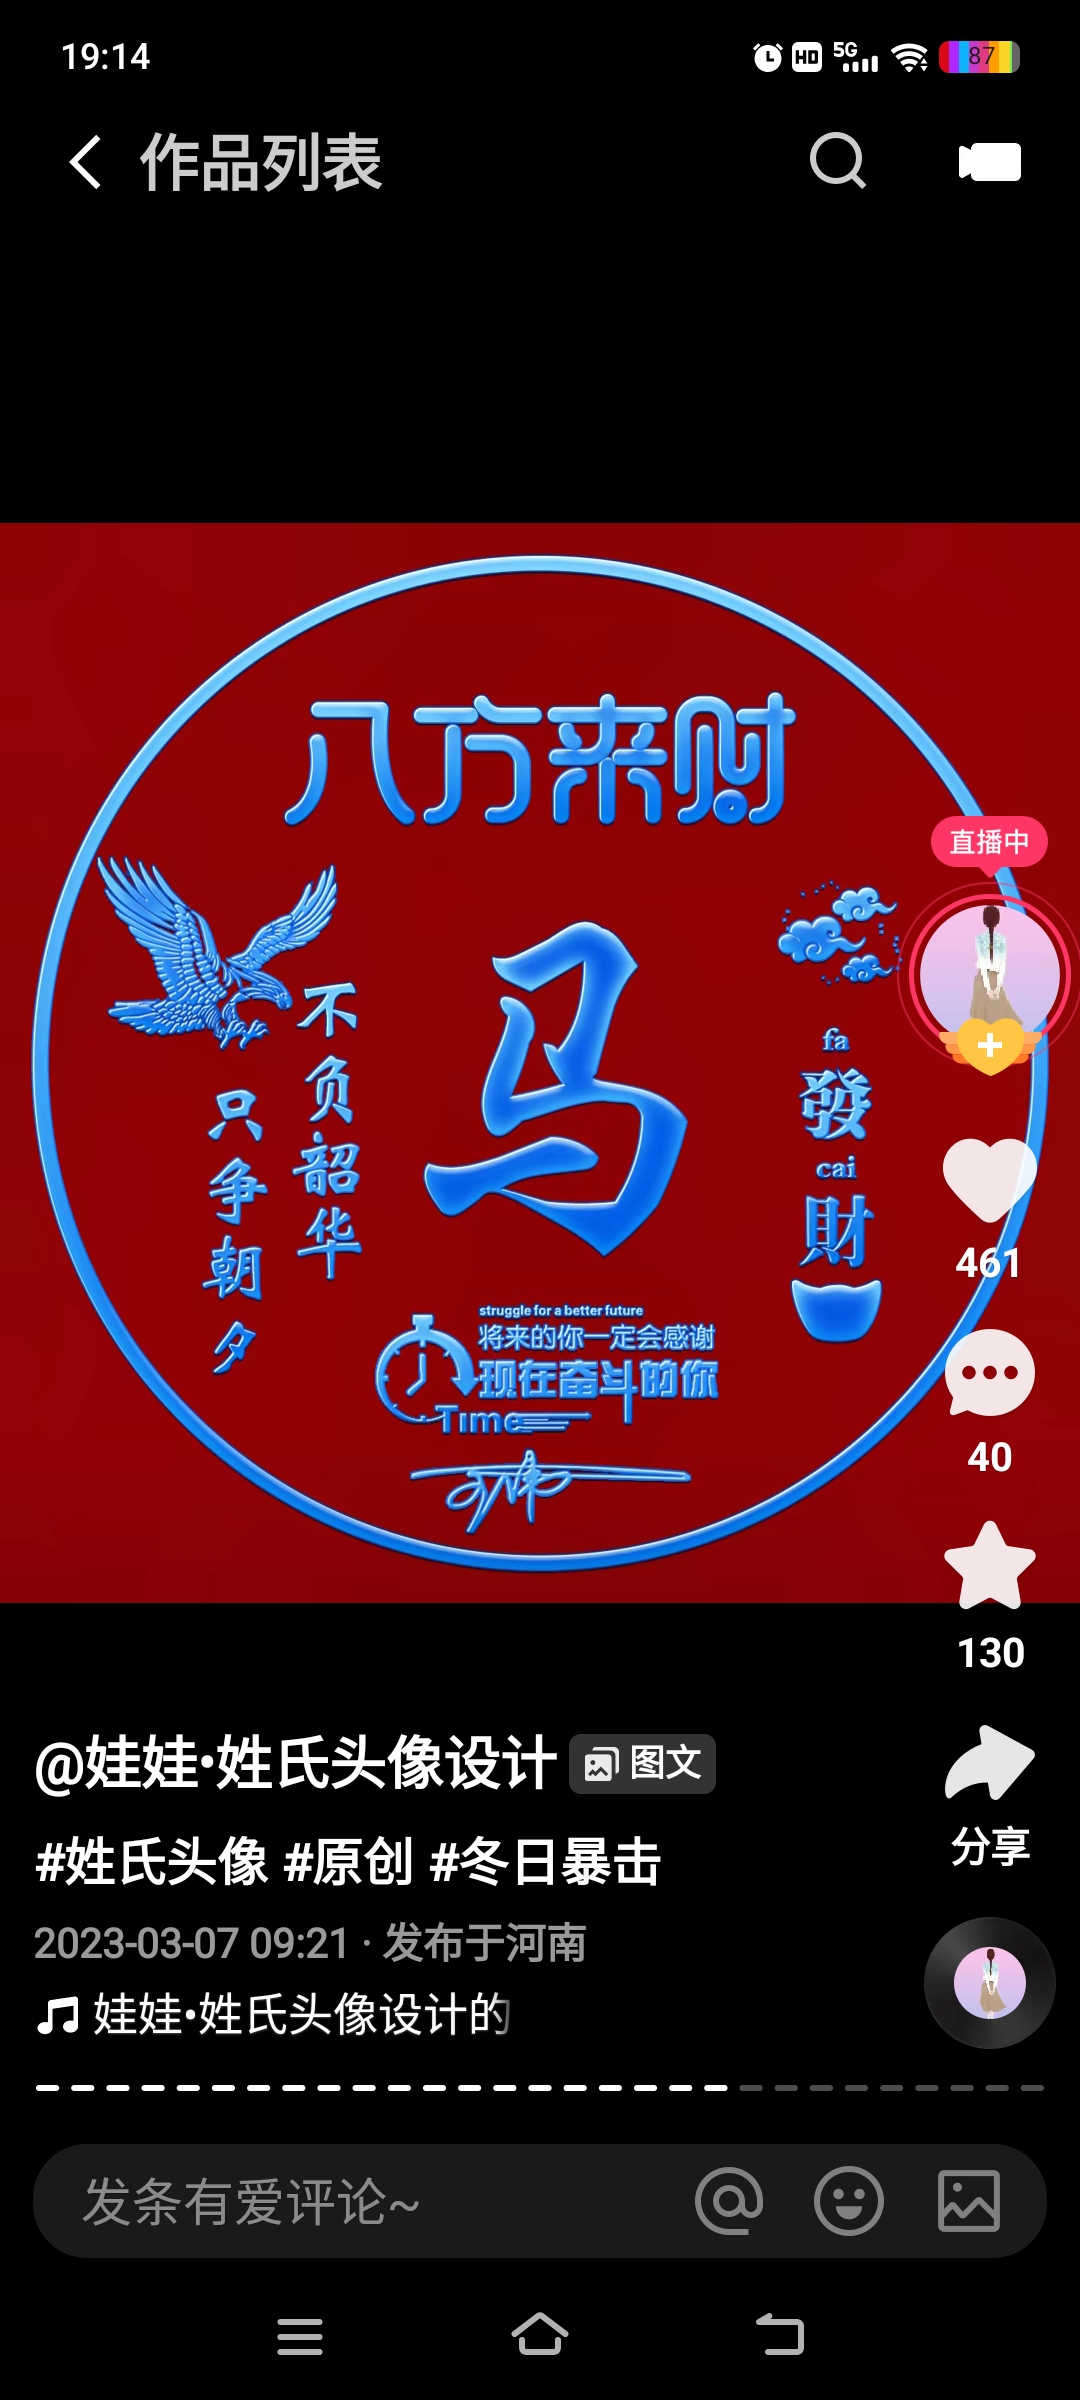 19:14
HD
5G
87
作品列表
八方来财
直播中
不负韶华
只争朝夕
马
fa
發
cai
財
struggle for a better future
将来的你一定会感谢
现在奋斗的你
Time
461
40
130
分享
@娃娃•姓氏头像设计
图文
#姓氏头像 #原创 #冬日暴击
2023-03-07 09:21 · 发布于河南
娃娃•姓氏头像设计的
发条有爱评论~